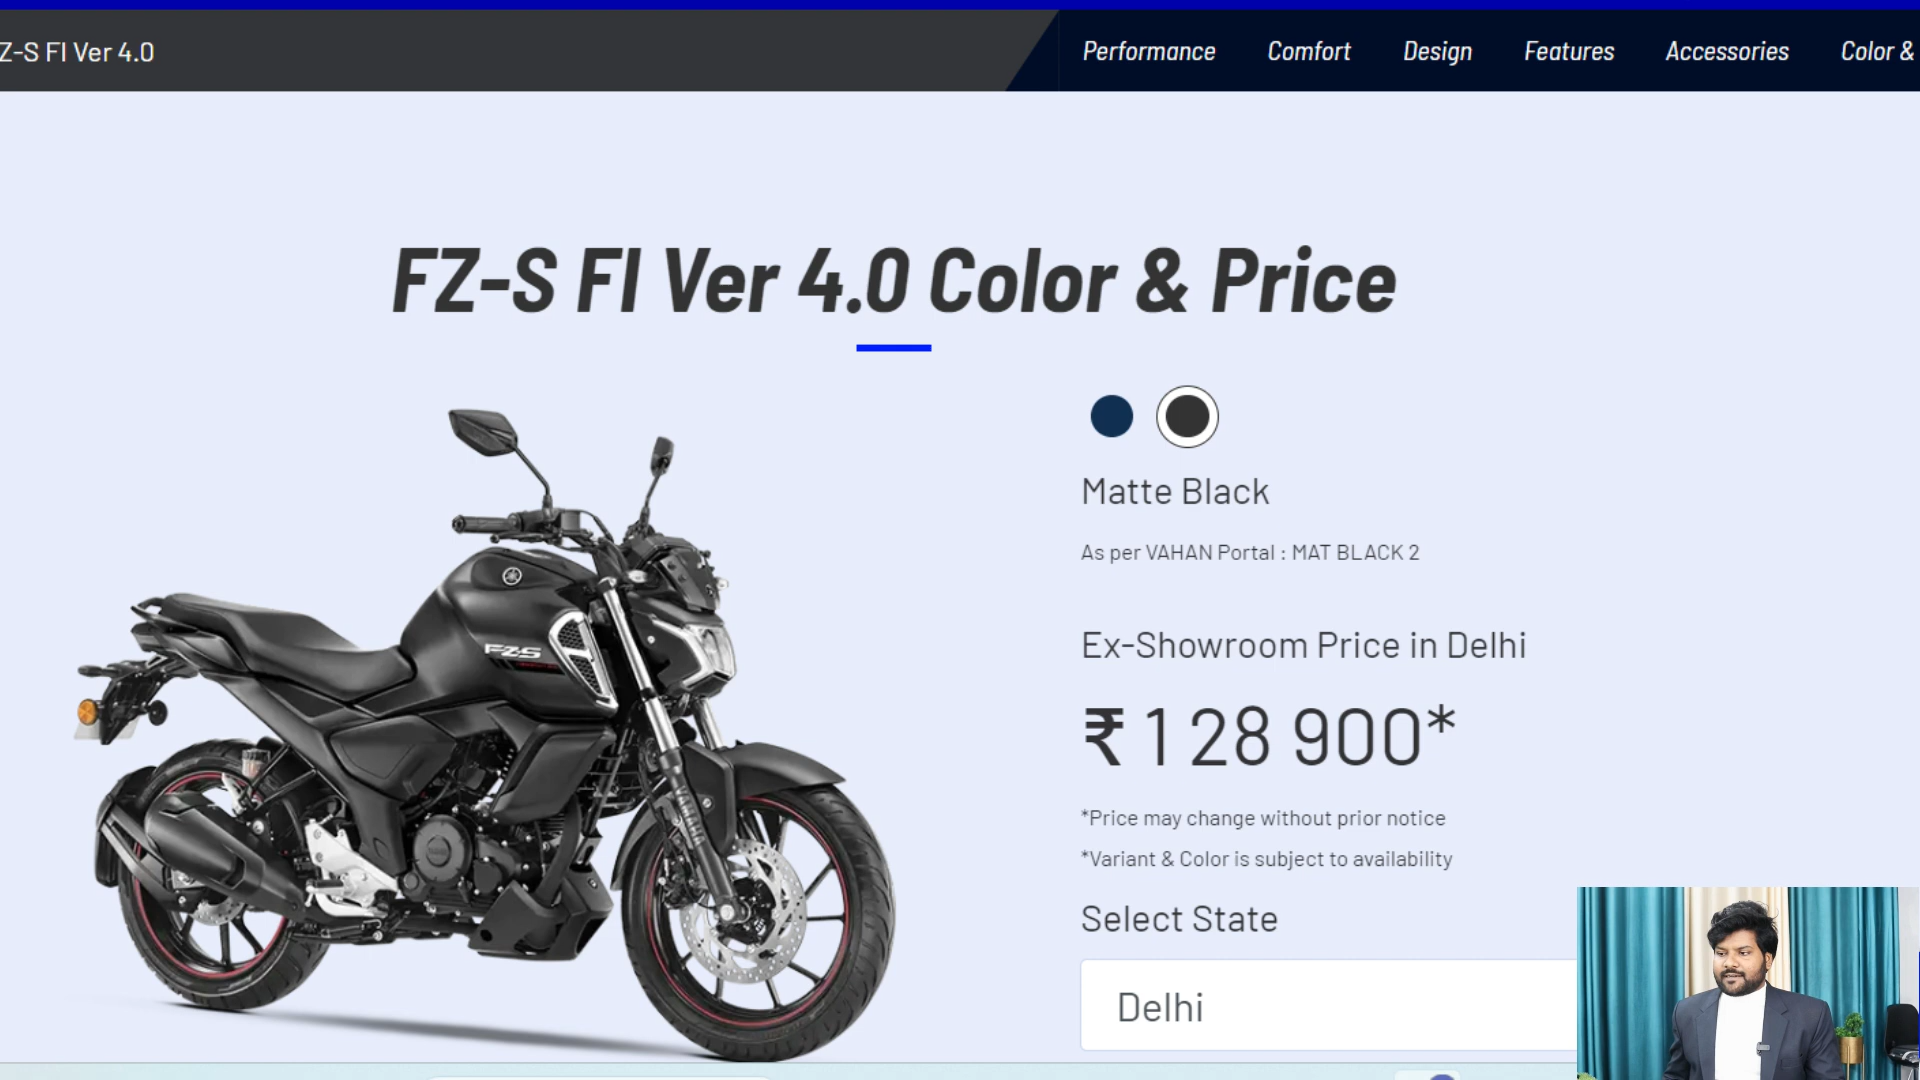 Z-S FI Ver 4.0
Performance
Comfort
Design
Features
Accessories
Color &
FZ-S FI Ver 4.0 Color & Price
Matte Black
As per VAHAN Portal : MAT BLACK 2
Ex-Showroom Price in Delhi
₹ 1 28 900*
*Price may change without prior notice
*Variant & Color is subject to availability
Select State
Delhi
FZ-S
YAMAHA